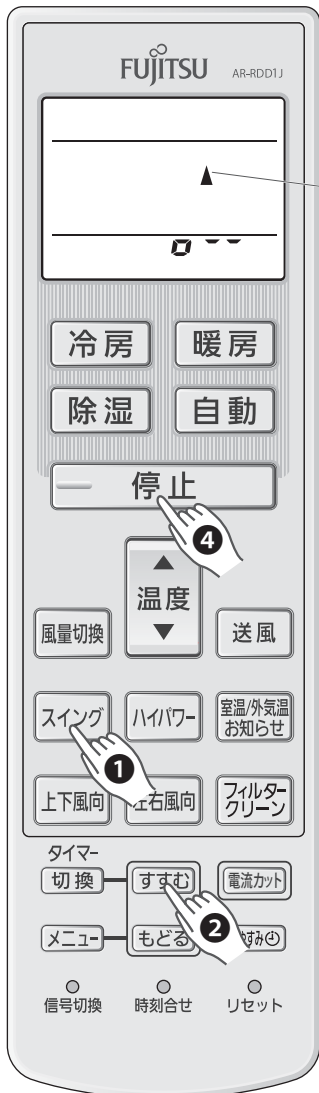 FUJITSU AR-RDD1J
冷房 暖房
除湿 自動
停止
❹
▲
温度
▼
風量切換 送風
スイング ハイパワー 室温/外気温
お知らせ
❶
上下風向 左右風向 フィルター
クリーン
タイマー
切換 すすむ 電流カット
❷
メニュー もどる
信号切換 時刻合せ リセット